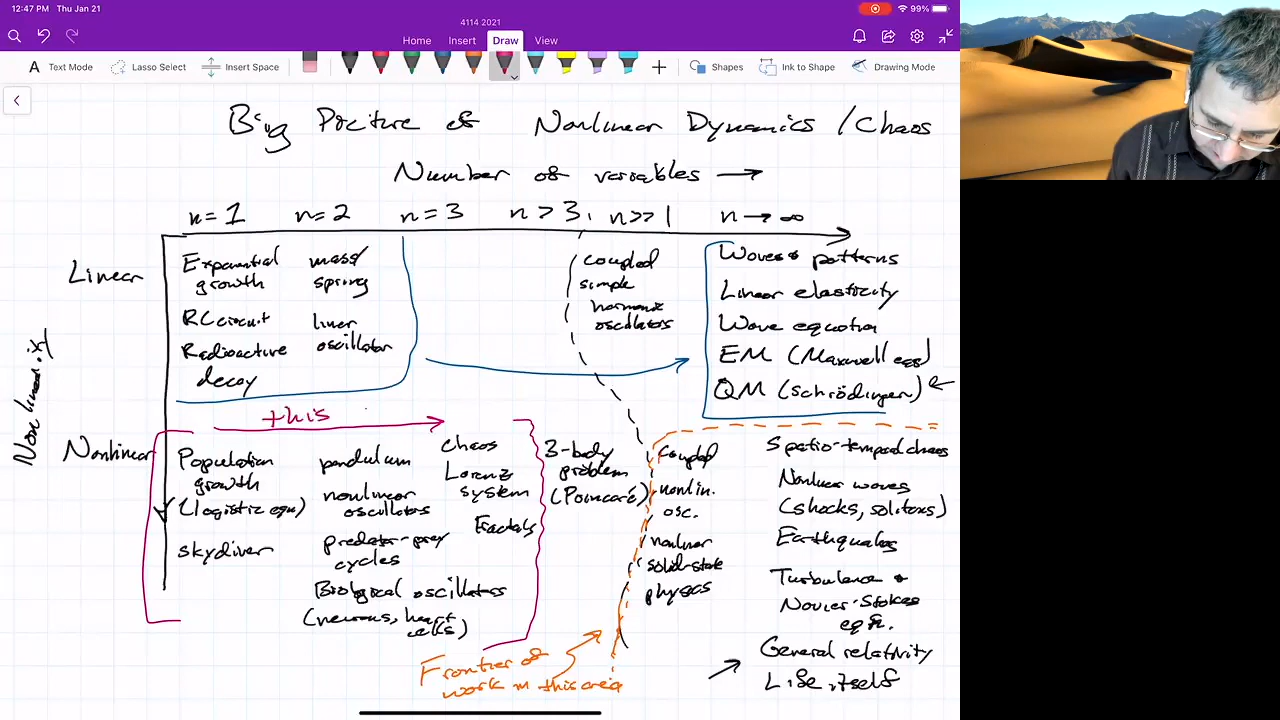 12:47 PM Thu Jan 21
99%
4114 2021
Home Insert Draw View
Text Mode Lasso Select Insert Space Shapes Ink to Shape Drawing Mode
Big Picture of Nonlinear Dynamics / Chaos
Number of variables →
n = 1 n = 2 n = 3 n > 3, n >> 1 n → ∞
Nonlinearity
Linear
Exponential
growth
RC circuit
Radioactive
decay
mass/
spring
linear
oscillator
coupled
simple
harmonic
oscillators
Waves & patterns
Linear elasticity
Wave equation
EM (Maxwell eqs)
QM (Schrödinger) ←
this
Nonlinear
Population
growth
(logistic eqn)
skydiver
pendulum
nonlinear
oscillators
predator-prey
cycles
Biological oscillators
(neurons, heart
cells)
Chaos
Lorenz
system
Fractals
3-body
problem
(Poincaré)
Coupled
nonlin.
osc.
nonlinear
solid-state
physics
Spatio-temporal chaos
Nonlinear waves
(shocks, solitons)
Earthquakes
Turbulence &
Navier-Stokes
eqn.
General relativity
Life itself
Frontier of
work in this area